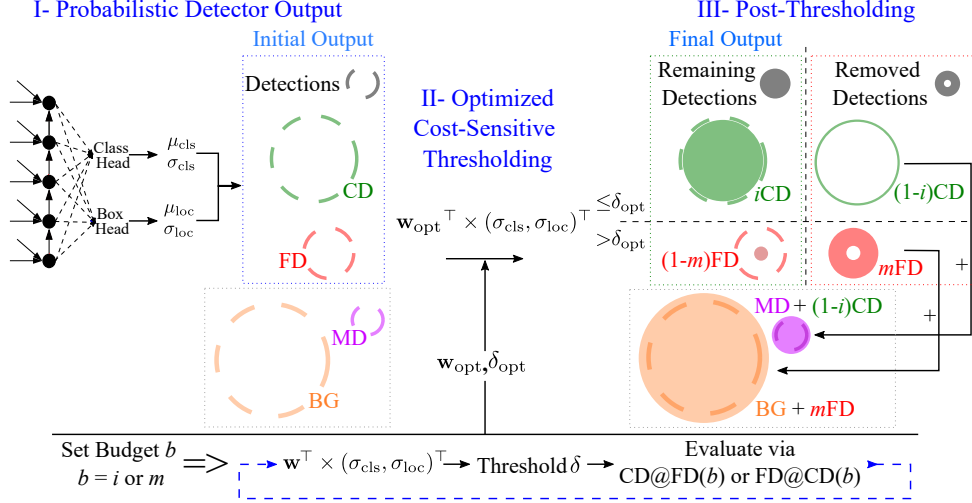 I- Probabilistic Detector Output
Initial Output
Detections
Class
Head
μcls
σcls
Box
Head
μloc
σloc
CD
FD
MD
BG
II- Optimized
Cost-Sensitive
Thresholding
w_opt^⊤ × (σcls, σloc)^⊤
≤δopt
>δopt
w_opt,δopt
III- Post-Thresholding
Final Output
Remaining
Detections
Removed
Detections
iCD
(1-i)CD
(1-m)FD
mFD
+
+
MD + (1-i)CD
BG + mFD
Set Budget b
b = i or m
=>
w^⊤ × (σcls, σloc)^⊤
Threshold δ
Evaluate via
CD@FD(b) or FD@CD(b)